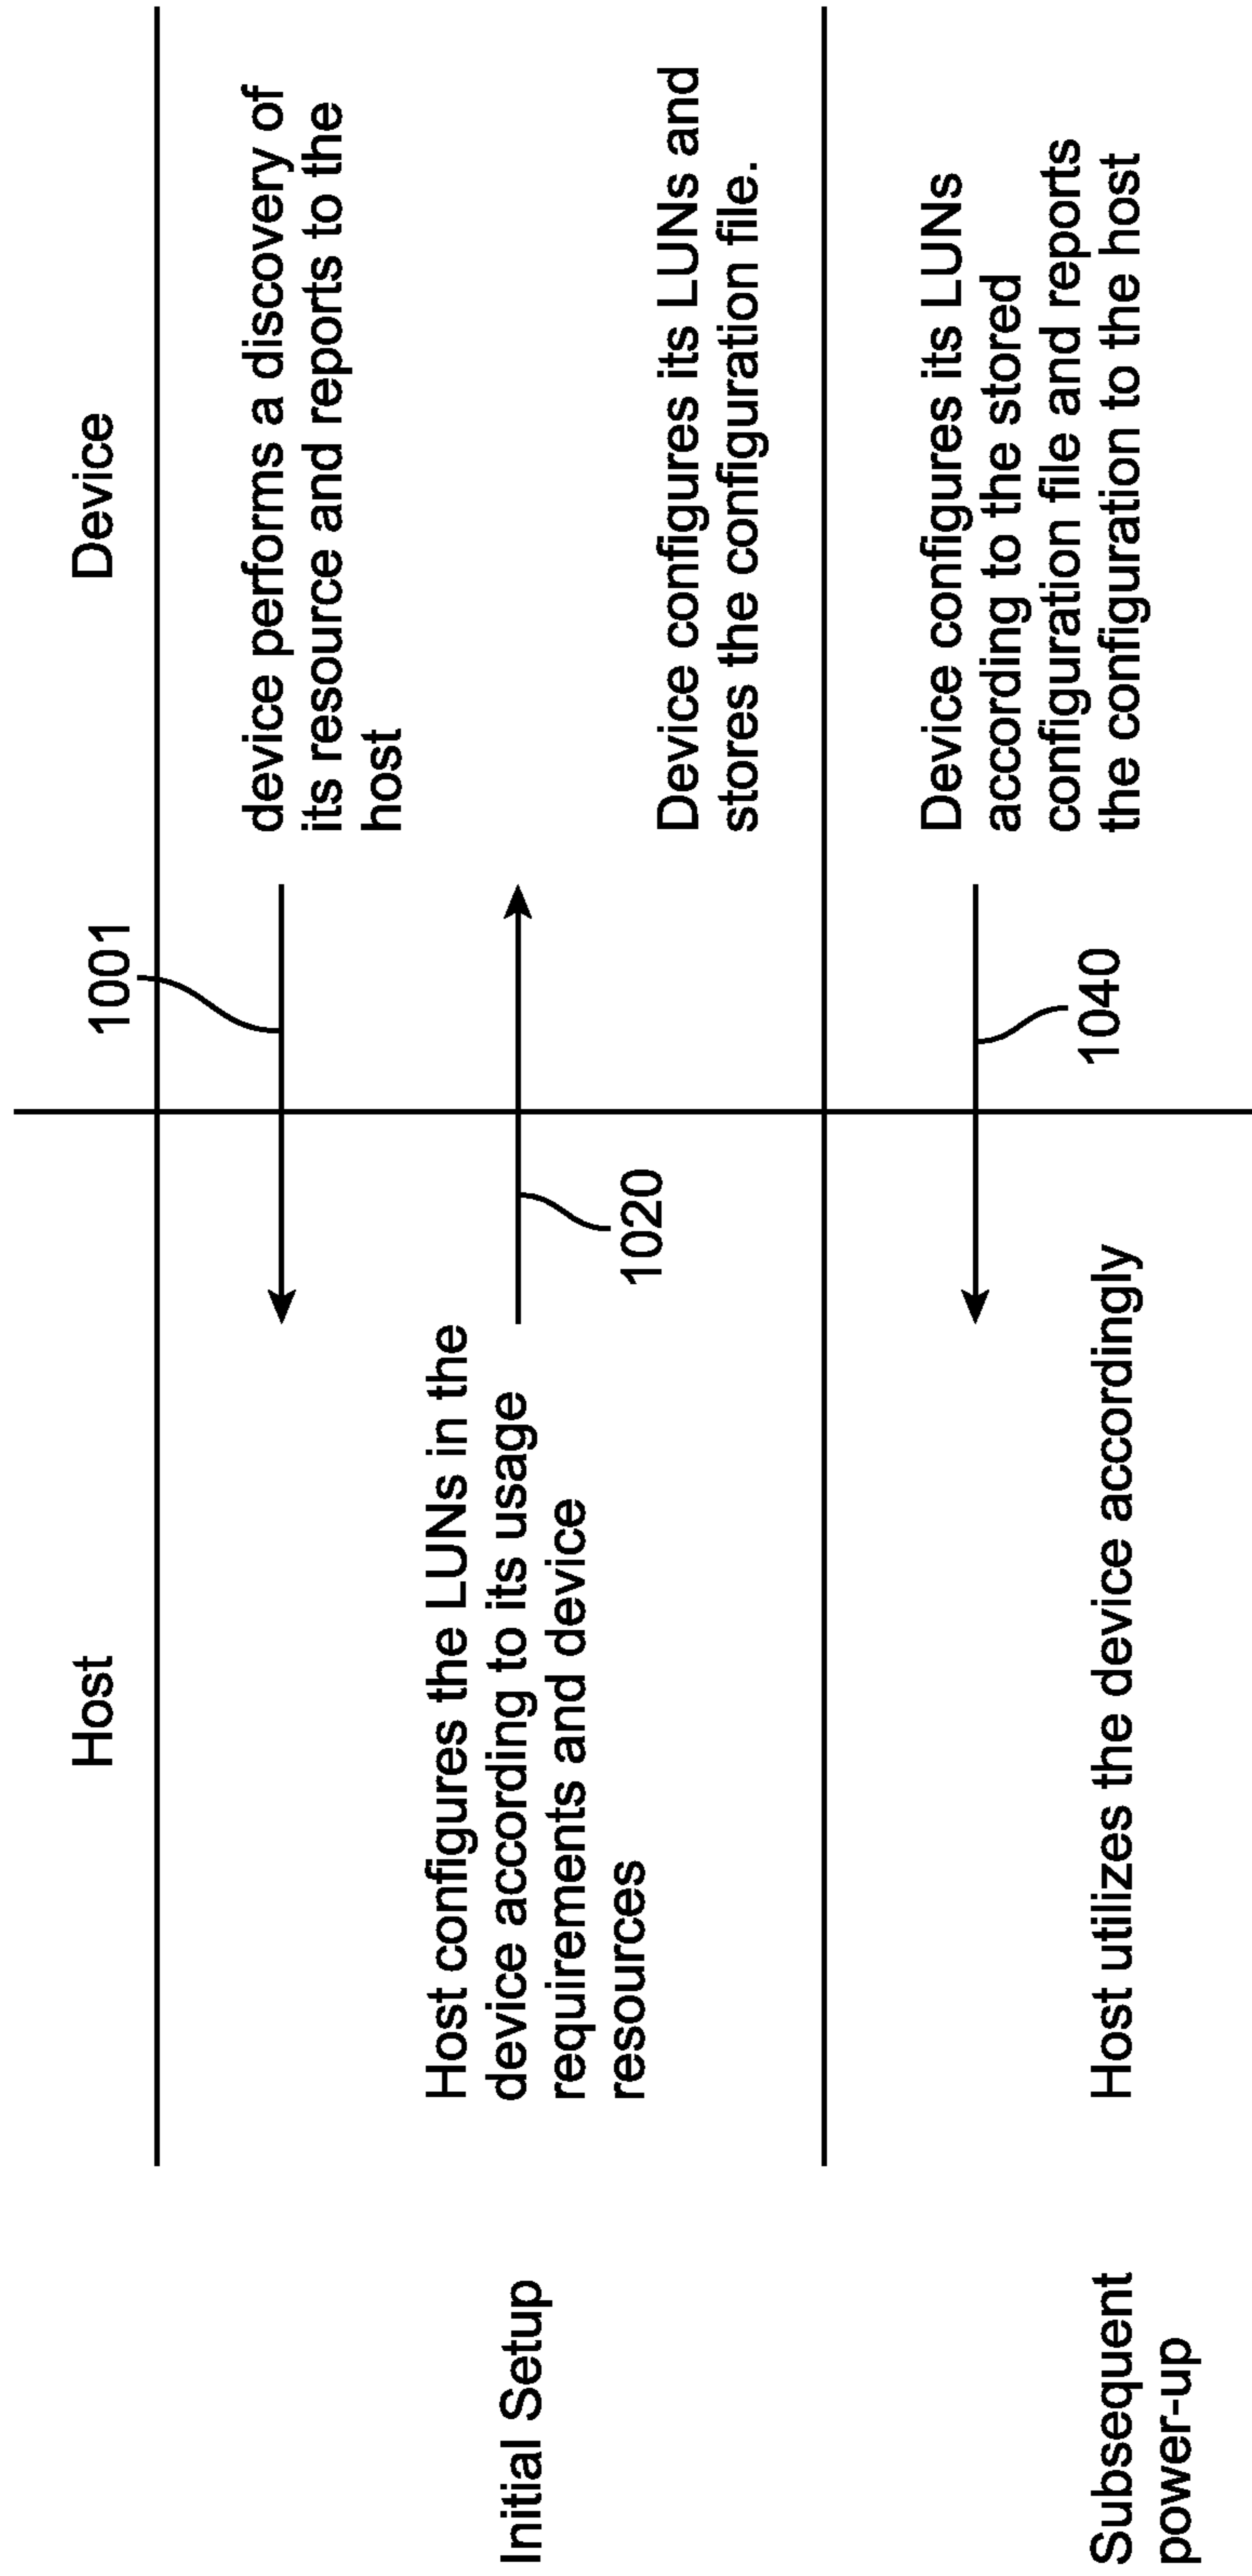 Host
Device
1001
device performs a discovery of
its resource and reports to the
host
Initial Setup
Host configures the LUNs in the
device according to its usage
requirements and device
resources
1020
Device configures its LUNs and
stores the configuration file.
Subsequent
power-up
Host utilizes the device accordingly
1040
Device configures its LUNs
according to the stored
configuration file and reports
the configuration to the host